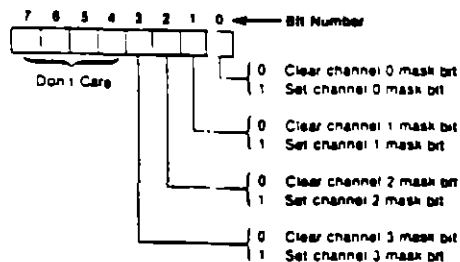 7 6 5 4 3 2 1 0 Bit Number
Don't Care
0 Clear channel 0 mask bit
1 Set channel 0 mask bit
0 Clear channel 1 mask bit
1 Set channel 1 mask bit
0 Clear channel 2 mask bit
1 Set channel 2 mask bit
0 Clear channel 3 mask bit
1 Set channel 3 mask bit